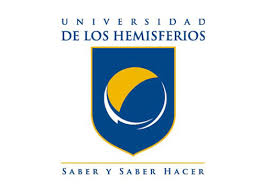 UNIVERSIDAD
DE LOS HEMISFERIOS
SABER Y SABER HACER